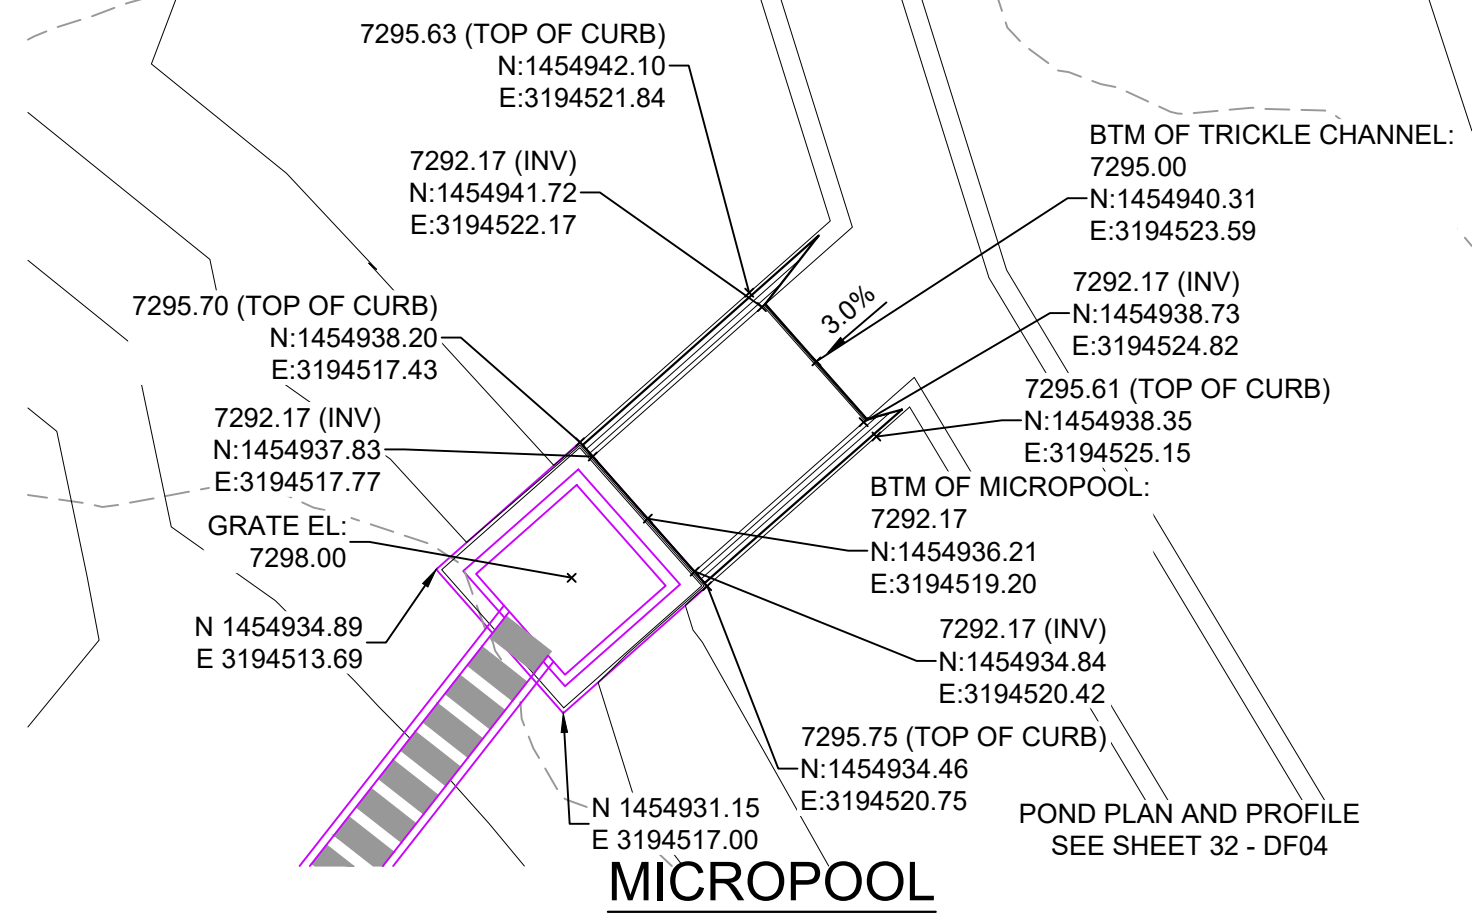 7295.63 (TOP OF CURB)
N:1454942.10
E:3194521.84
7292.17 (INV)
N:1454941.72
E:3194522.17
BTM OF TRICKLE CHANNEL:
7295.00
N:1454940.31
E:3194523.59
7292.17 (INV)
N:1454938.73
E:3194524.82
3.0%
7295.70 (TOP OF CURB)
N:1454938.20
E:3194517.43
7295.61 (TOP OF CURB)
N:1454938.35
E:3194525.15
7292.17 (INV)
N:1454937.83
E:3194517.77
BTM OF MICROPOOL:
7292.17
N:1454936.21
E:3194519.20
GRATE EL:
7298.00
N 1454934.89
E 3194513.69
7292.17 (INV)
N:1454934.84
E:3194520.42
7295.75 (TOP OF CURB)
N:1454934.46
E:3194520.75
N 1454931.15
E 3194517.00
POND PLAN AND PROFILE
SEE SHEET 32 - DF04
MICROPOOL